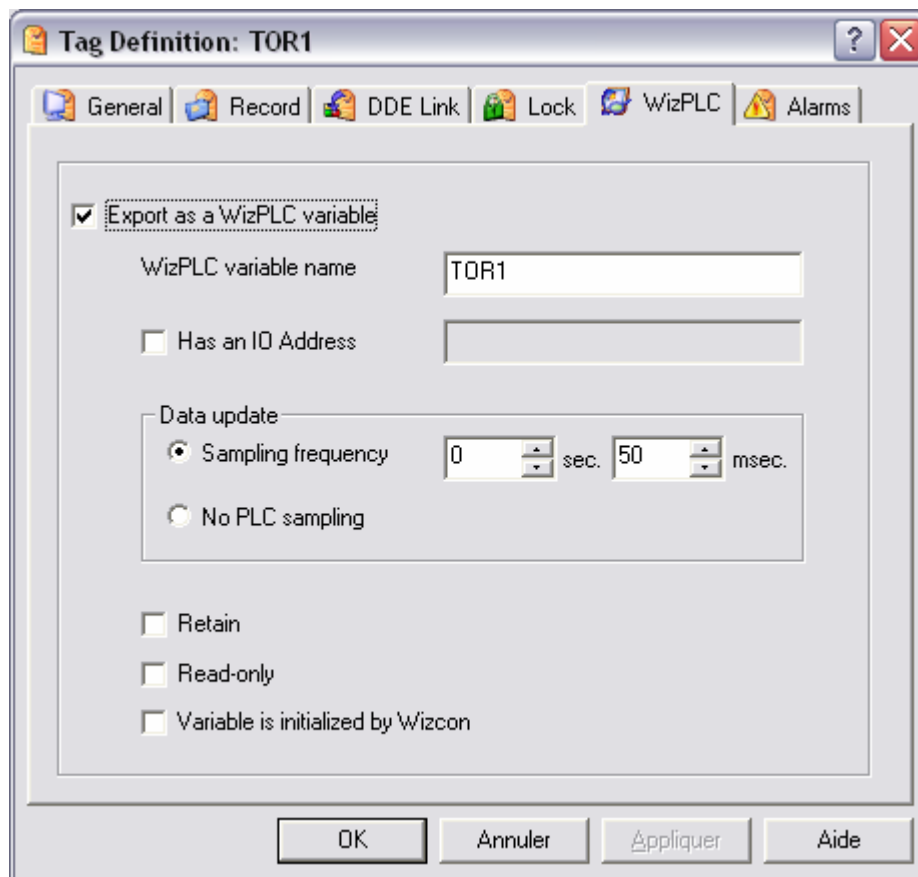 Tag Definition: TOR1
General Record DDE Link Lock WizPLC Alarms
Export as a WizPLC variable
WizPLC variable name TOR1
Has an IO Address
Data update
Sampling frequency 0 sec. 50 msec.
No PLC sampling
Retain
Read-only
Variable is initialized by Wizcon
OK Annuler Appliquer Aide